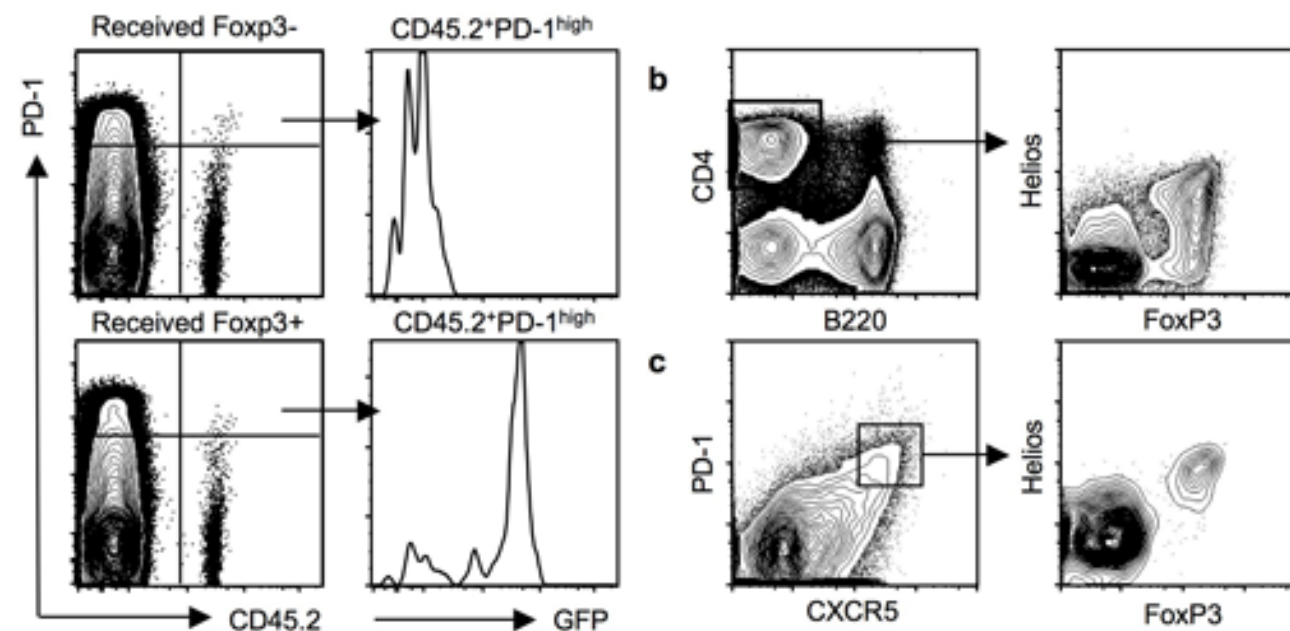 Received Foxp3-
CD45.2⁺PD-1ʰⁱᵍʰ
PD-1
b
CD4
Helios
B220
FoxP3
Received Foxp3+
CD45.2⁺PD-1ʰⁱᵍʰ
c
PD-1
Helios
CD45.2
GFP
CXCR5
FoxP3